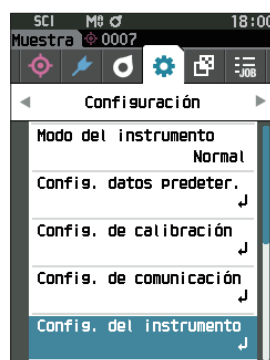 SCI M0 18:00
Muestra 0007
-JOB
Configuración
Modo del instrumento
Normal
Config. datos predeter.
Config. de calibración
Config. de comunicación
Config. del instrumento